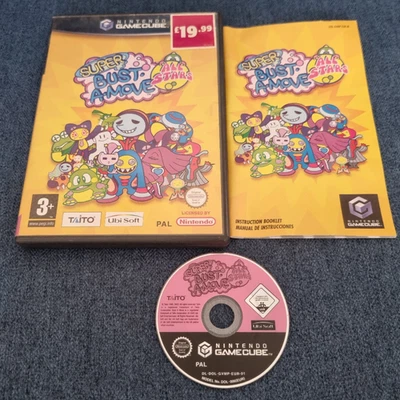 NINTENDO
GAMECUBE
£19.99
SUPER
BUST-
A-MOVE
ALL
STARS
3+
TAITO
Ubi Soft
PAL
LICENSED BY
Nintendo
SUPER
BUST-
A-MOVE
ALL
STARS
INSTRUCTION BOOKLET
MANUAL DE INSTRUCCIONES
NINTENDO
GAMECUBE
SUPER
BUST-
A-MOVE
ALL
STARS
TAITO
Ubi Soft
NINTENDO
GAMECUBE
PAL